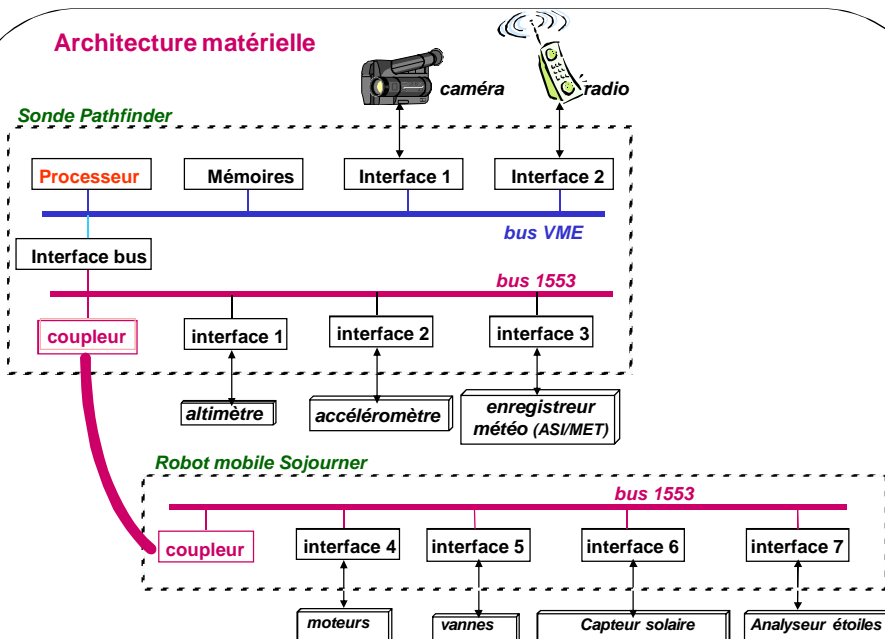 Architecture matérielle
caméra
radio
Sonde Pathfinder
Processeur
Mémoires
Interface 1
Interface 2
bus VME
Interface bus
bus 1553
coupleur
interface 1
interface 2
interface 3
altimètre
accéléromètre
enregistreur
météo (ASI/MET)
Robot mobile Sojourner
bus 1553
coupleur
interface 4
interface 5
interface 6
interface 7
moteurs
vannes
Capteur solaire
Analyseur étoiles